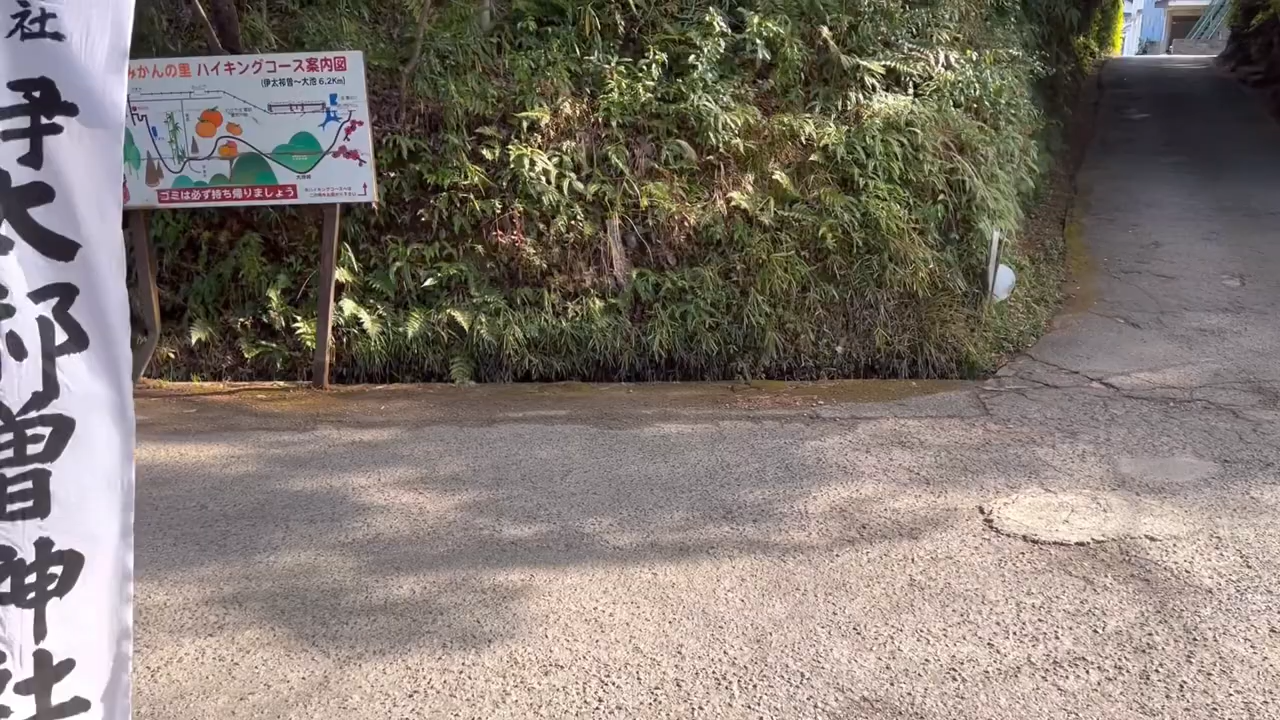 社
伊太祁曽神社
みかんの里 ハイキングコース案内図
(伊太祁曽〜大池 6.2Km)
ゴミは必ず持ち帰りましょう